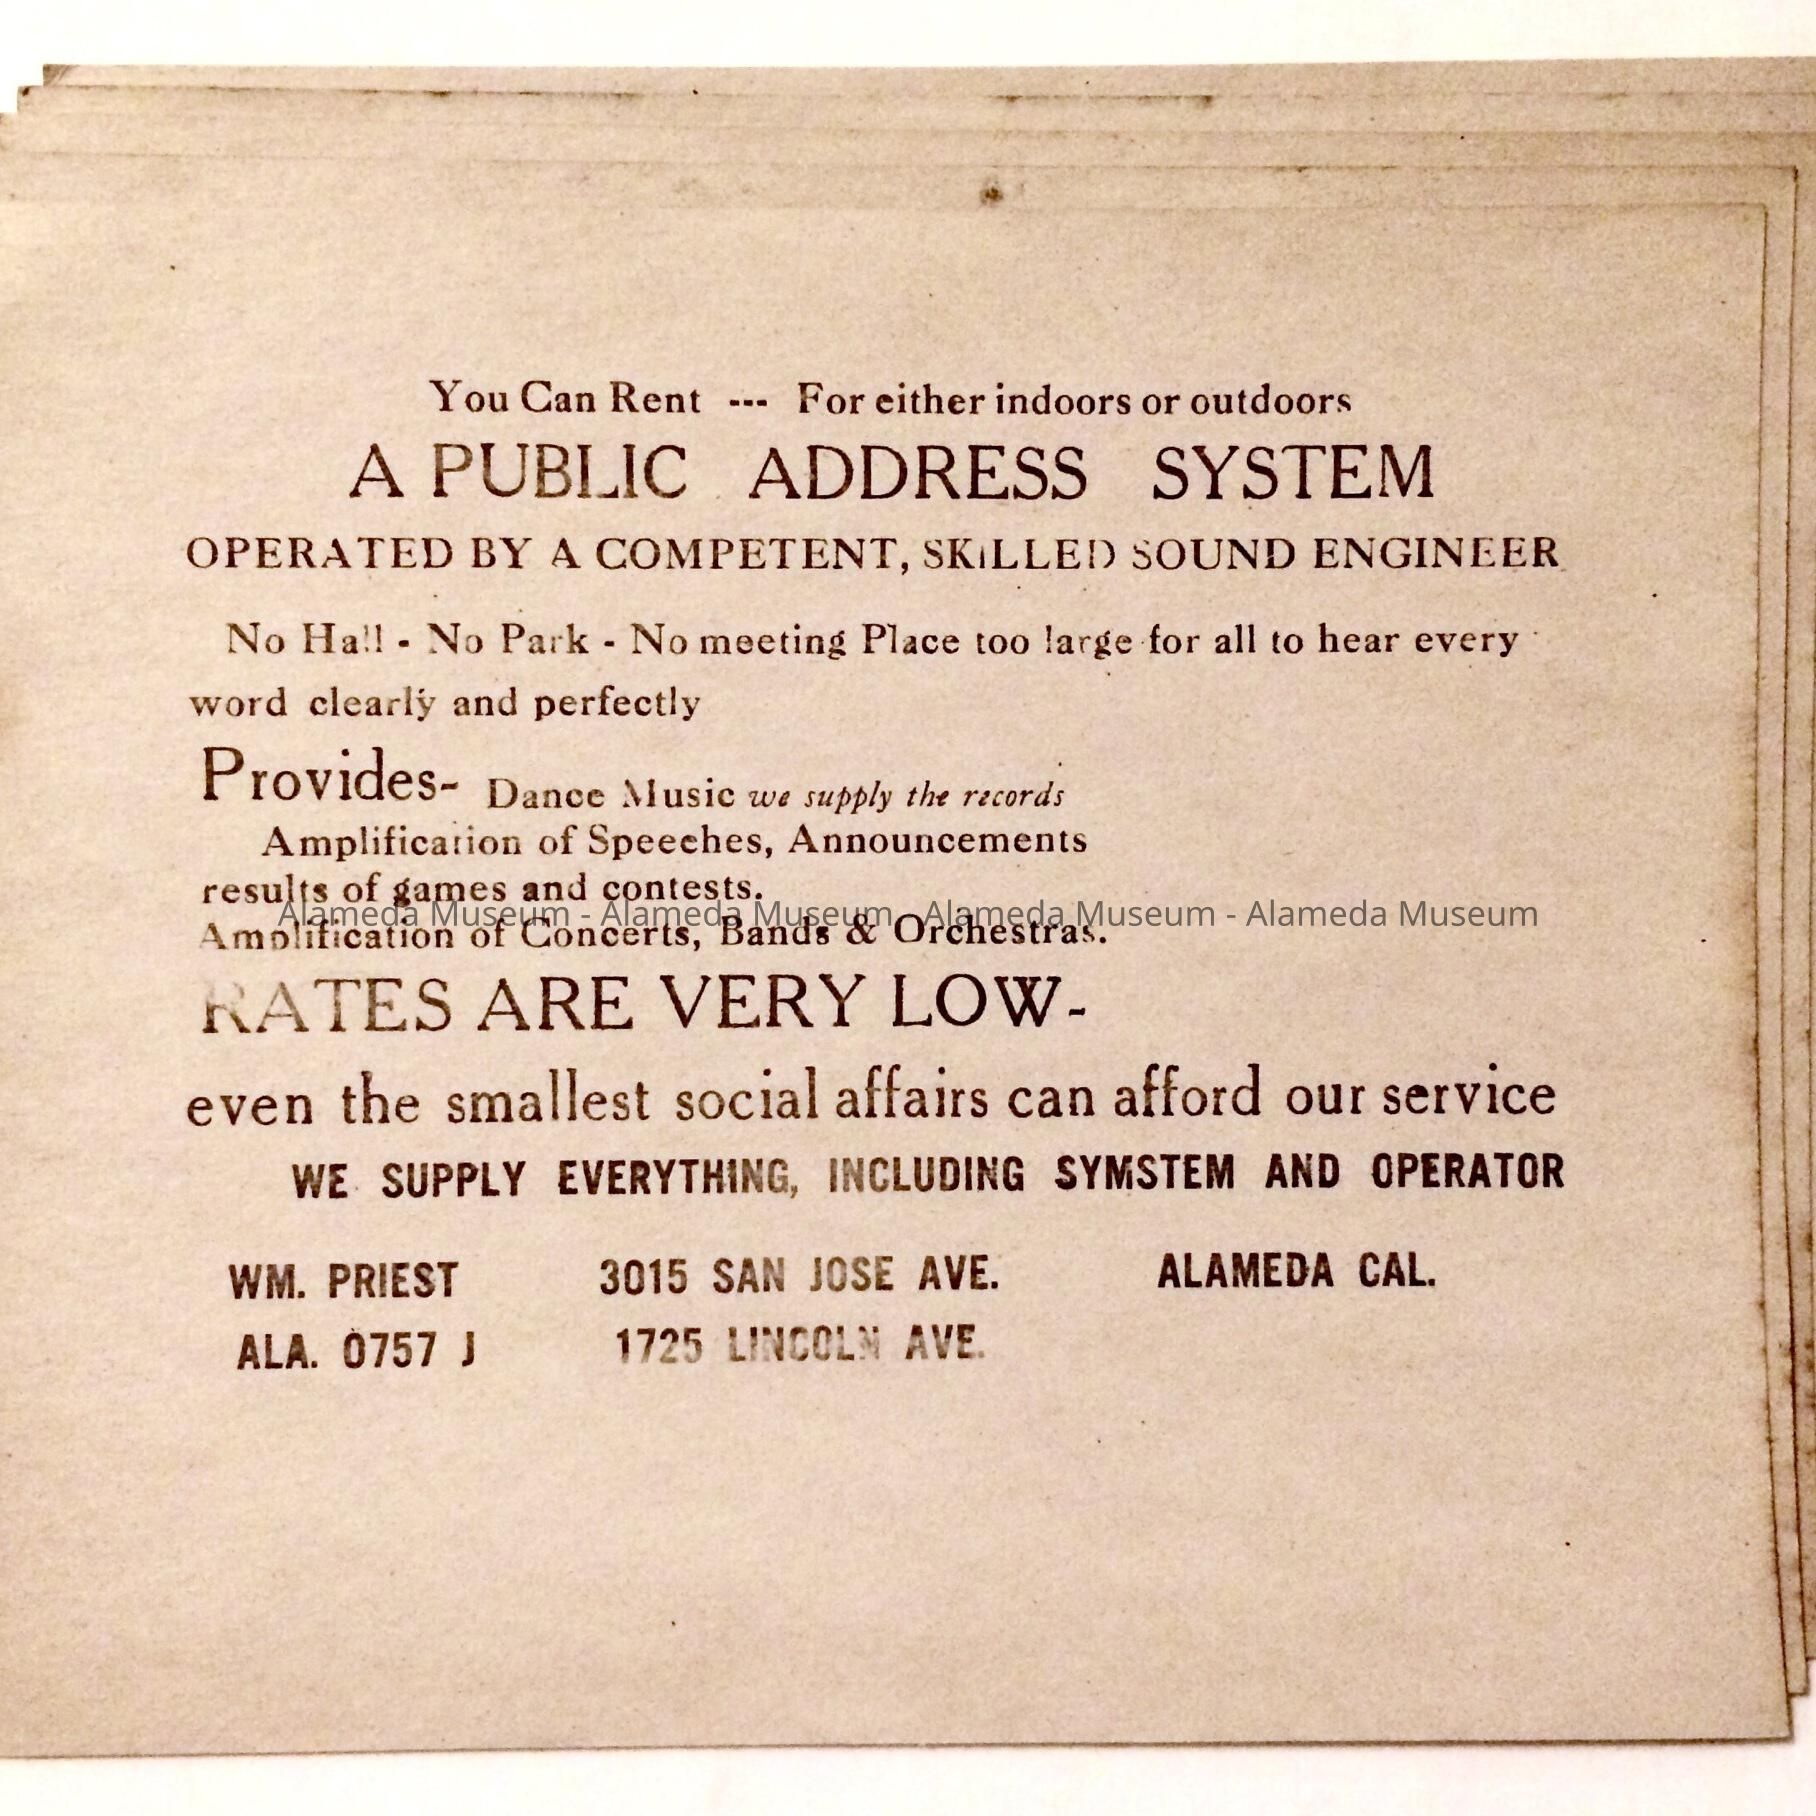 You Can Rent --- For either indoors or outdoors
A PUBLIC ADDRESS SYSTEM
OPERATED BY A COMPETENT, SKiLLED SOUND ENGINEER
No Hall - No Park - No meeting Place too large for all to hear every
word clearly and perfectly
Provides- Dance Music we supply the records
Amplification of Speeches, Announcements
results of games and contests.
Alameda Museum - Alameda Museum - Alameda Museum - Alameda Museum
Amplification of Concerts, Bands & Orchestras.
RATES ARE VERY LOW-
even the smallest social affairs can afford our service
WE SUPPLY EVERYTHING, INCLUDING SYMSTEM AND OPERATOR
WM. PRIEST 3015 SAN JOSE AVE. ALAMEDA CAL.
ALA. 0757 J 1725 LINCOLN AVE.